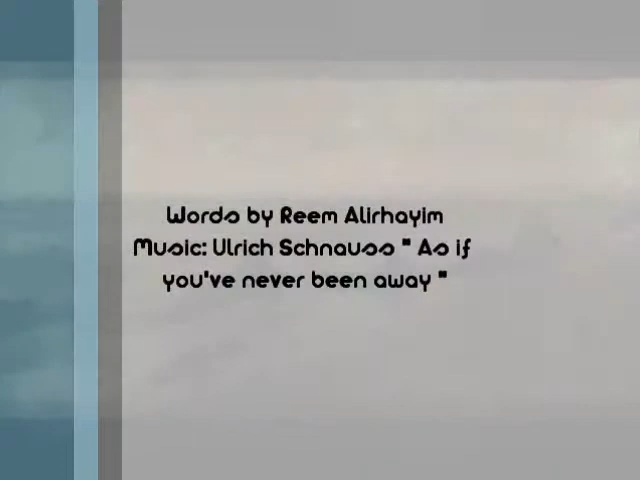 Words by Reem Alirhayim
Music: Ulrich Schnauss " As if
you've never been away "